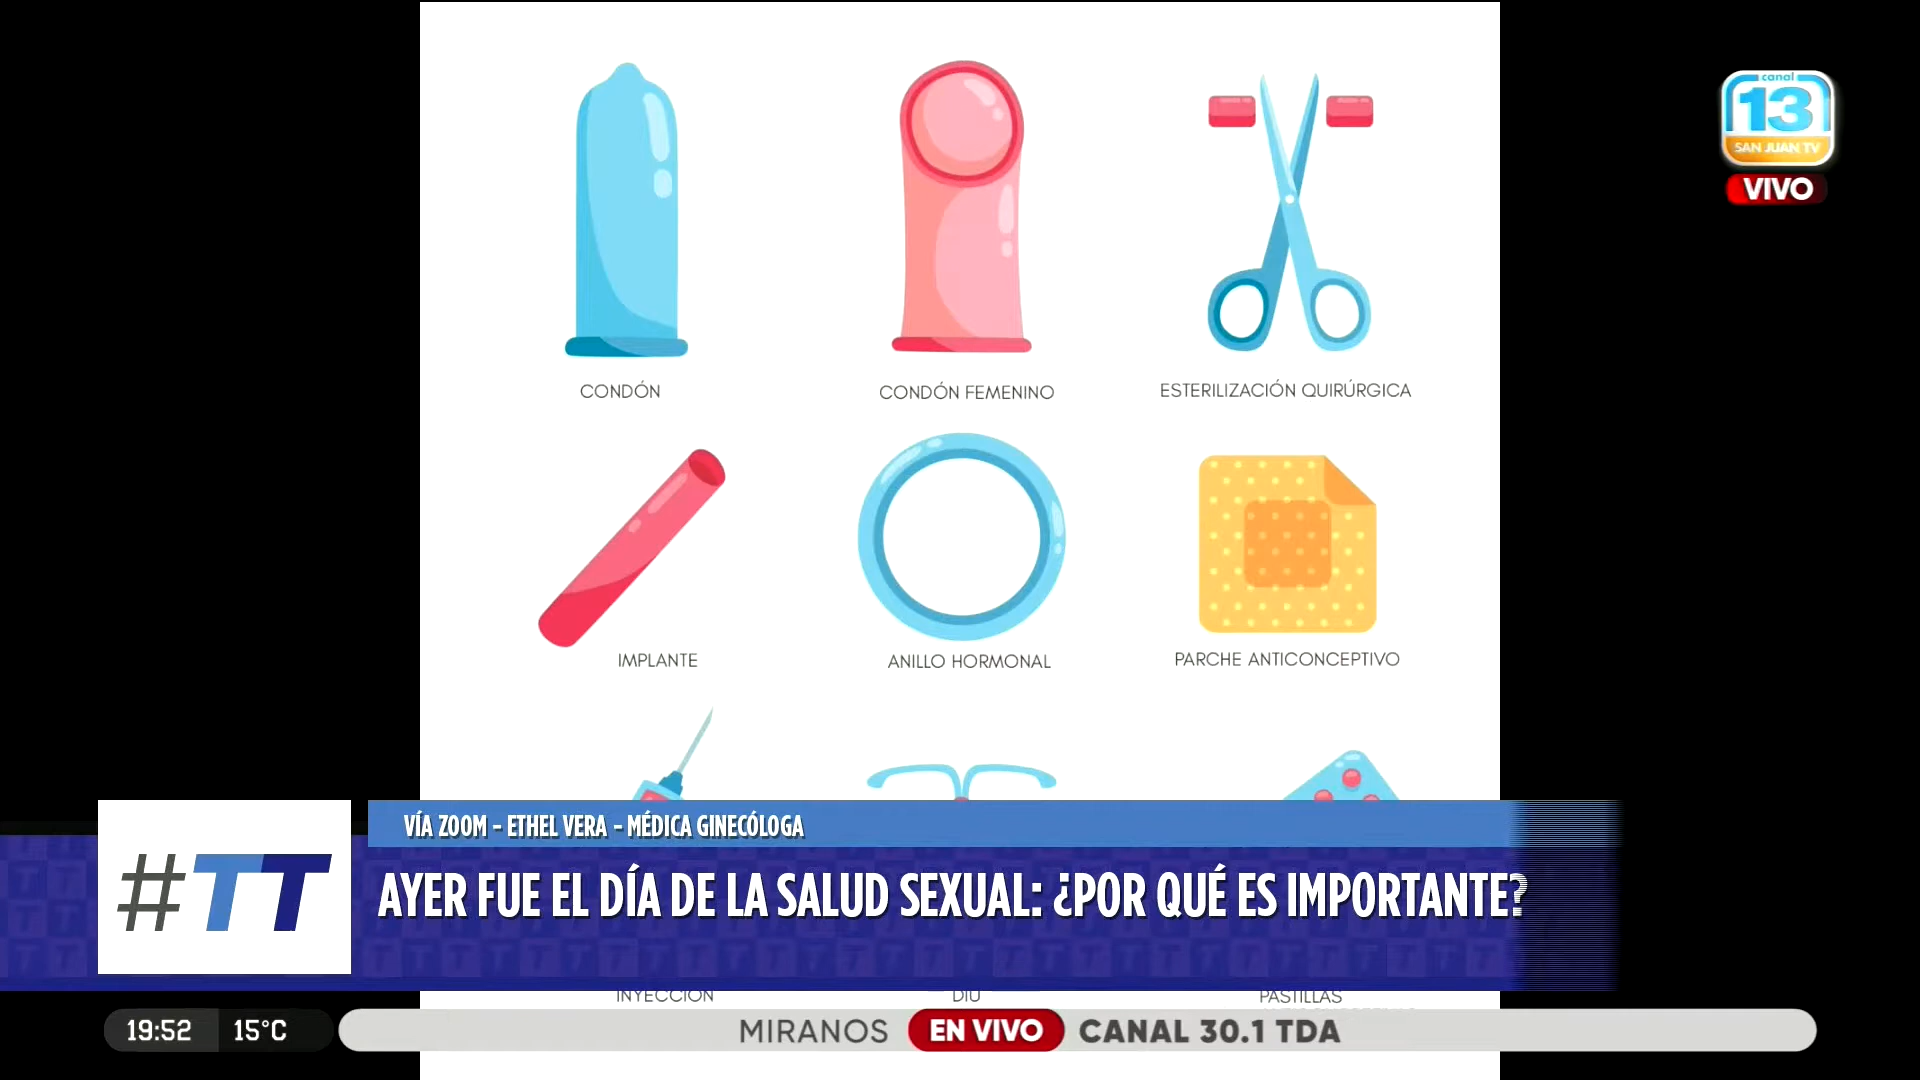 canal
13
SAN JUAN TV
VIVO
CONDÓN
CONDÓN FEMENINO
ESTERILIZACIÓN QUIRÚRGICA
IMPLANTE
ANILLO HORMONAL
PARCHE ANTICONCEPTIVO
VÍA ZOOM - ETHEL VERA - MÉDICA GINECÓLOGA
#TT
AYER FUE EL DÍA DE LA SALUD SEXUAL: ¿POR QUÉ ES IMPORTANTE?
INYECCIÓN
DIU
PASTILLAS
19:52
15°C
MIRANOS EN VIVO CANAL 30.1 TDA